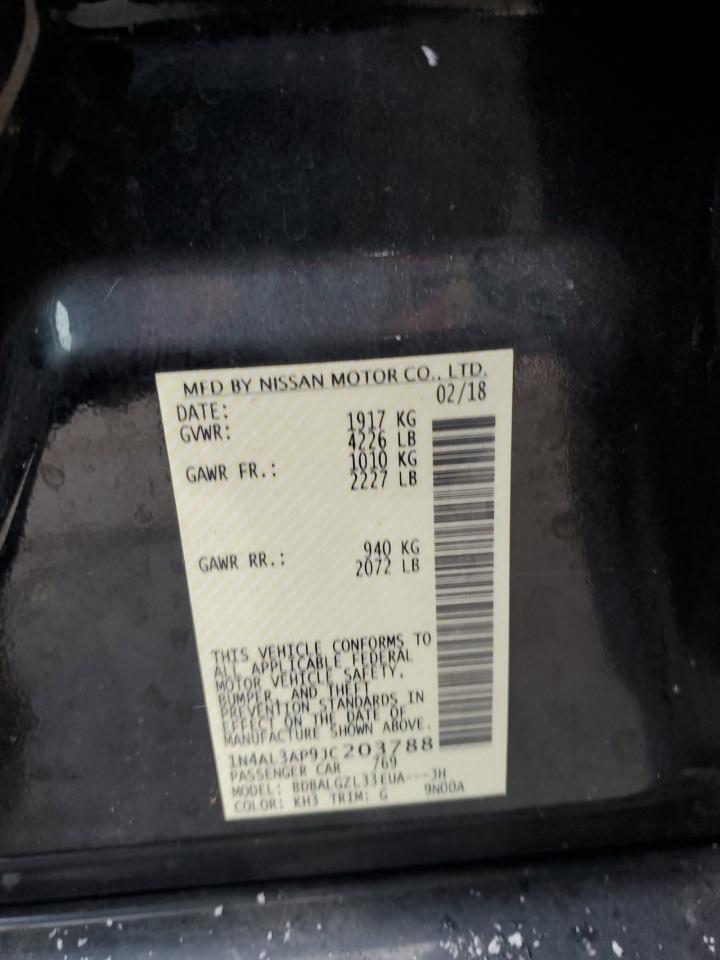 MFD BY NISSAN MOTOR CO., LTD.
DATE: 02/18
GVWR: 1917 KG
4226 LB
GAWR FR.: 1010 KG
2227 LB
GAWR RR.: 940 KG
2072 LB
THIS VEHICLE CONFORMS TO
ALL APPLICABLE FEDERAL
MOTOR VEHICLE SAFETY,
BUMPER, AND THEFT
PREVENTION STANDARDS IN
EFFECT ON THE DATE OF
MANUFACTURE SHOWN ABOVE.
1N4AL3AP9JC203788
PASSENGER CAR 769
MODEL: BDBALGZL33EUA---JH
COLOR: KH3 TRIM: G 9N00A